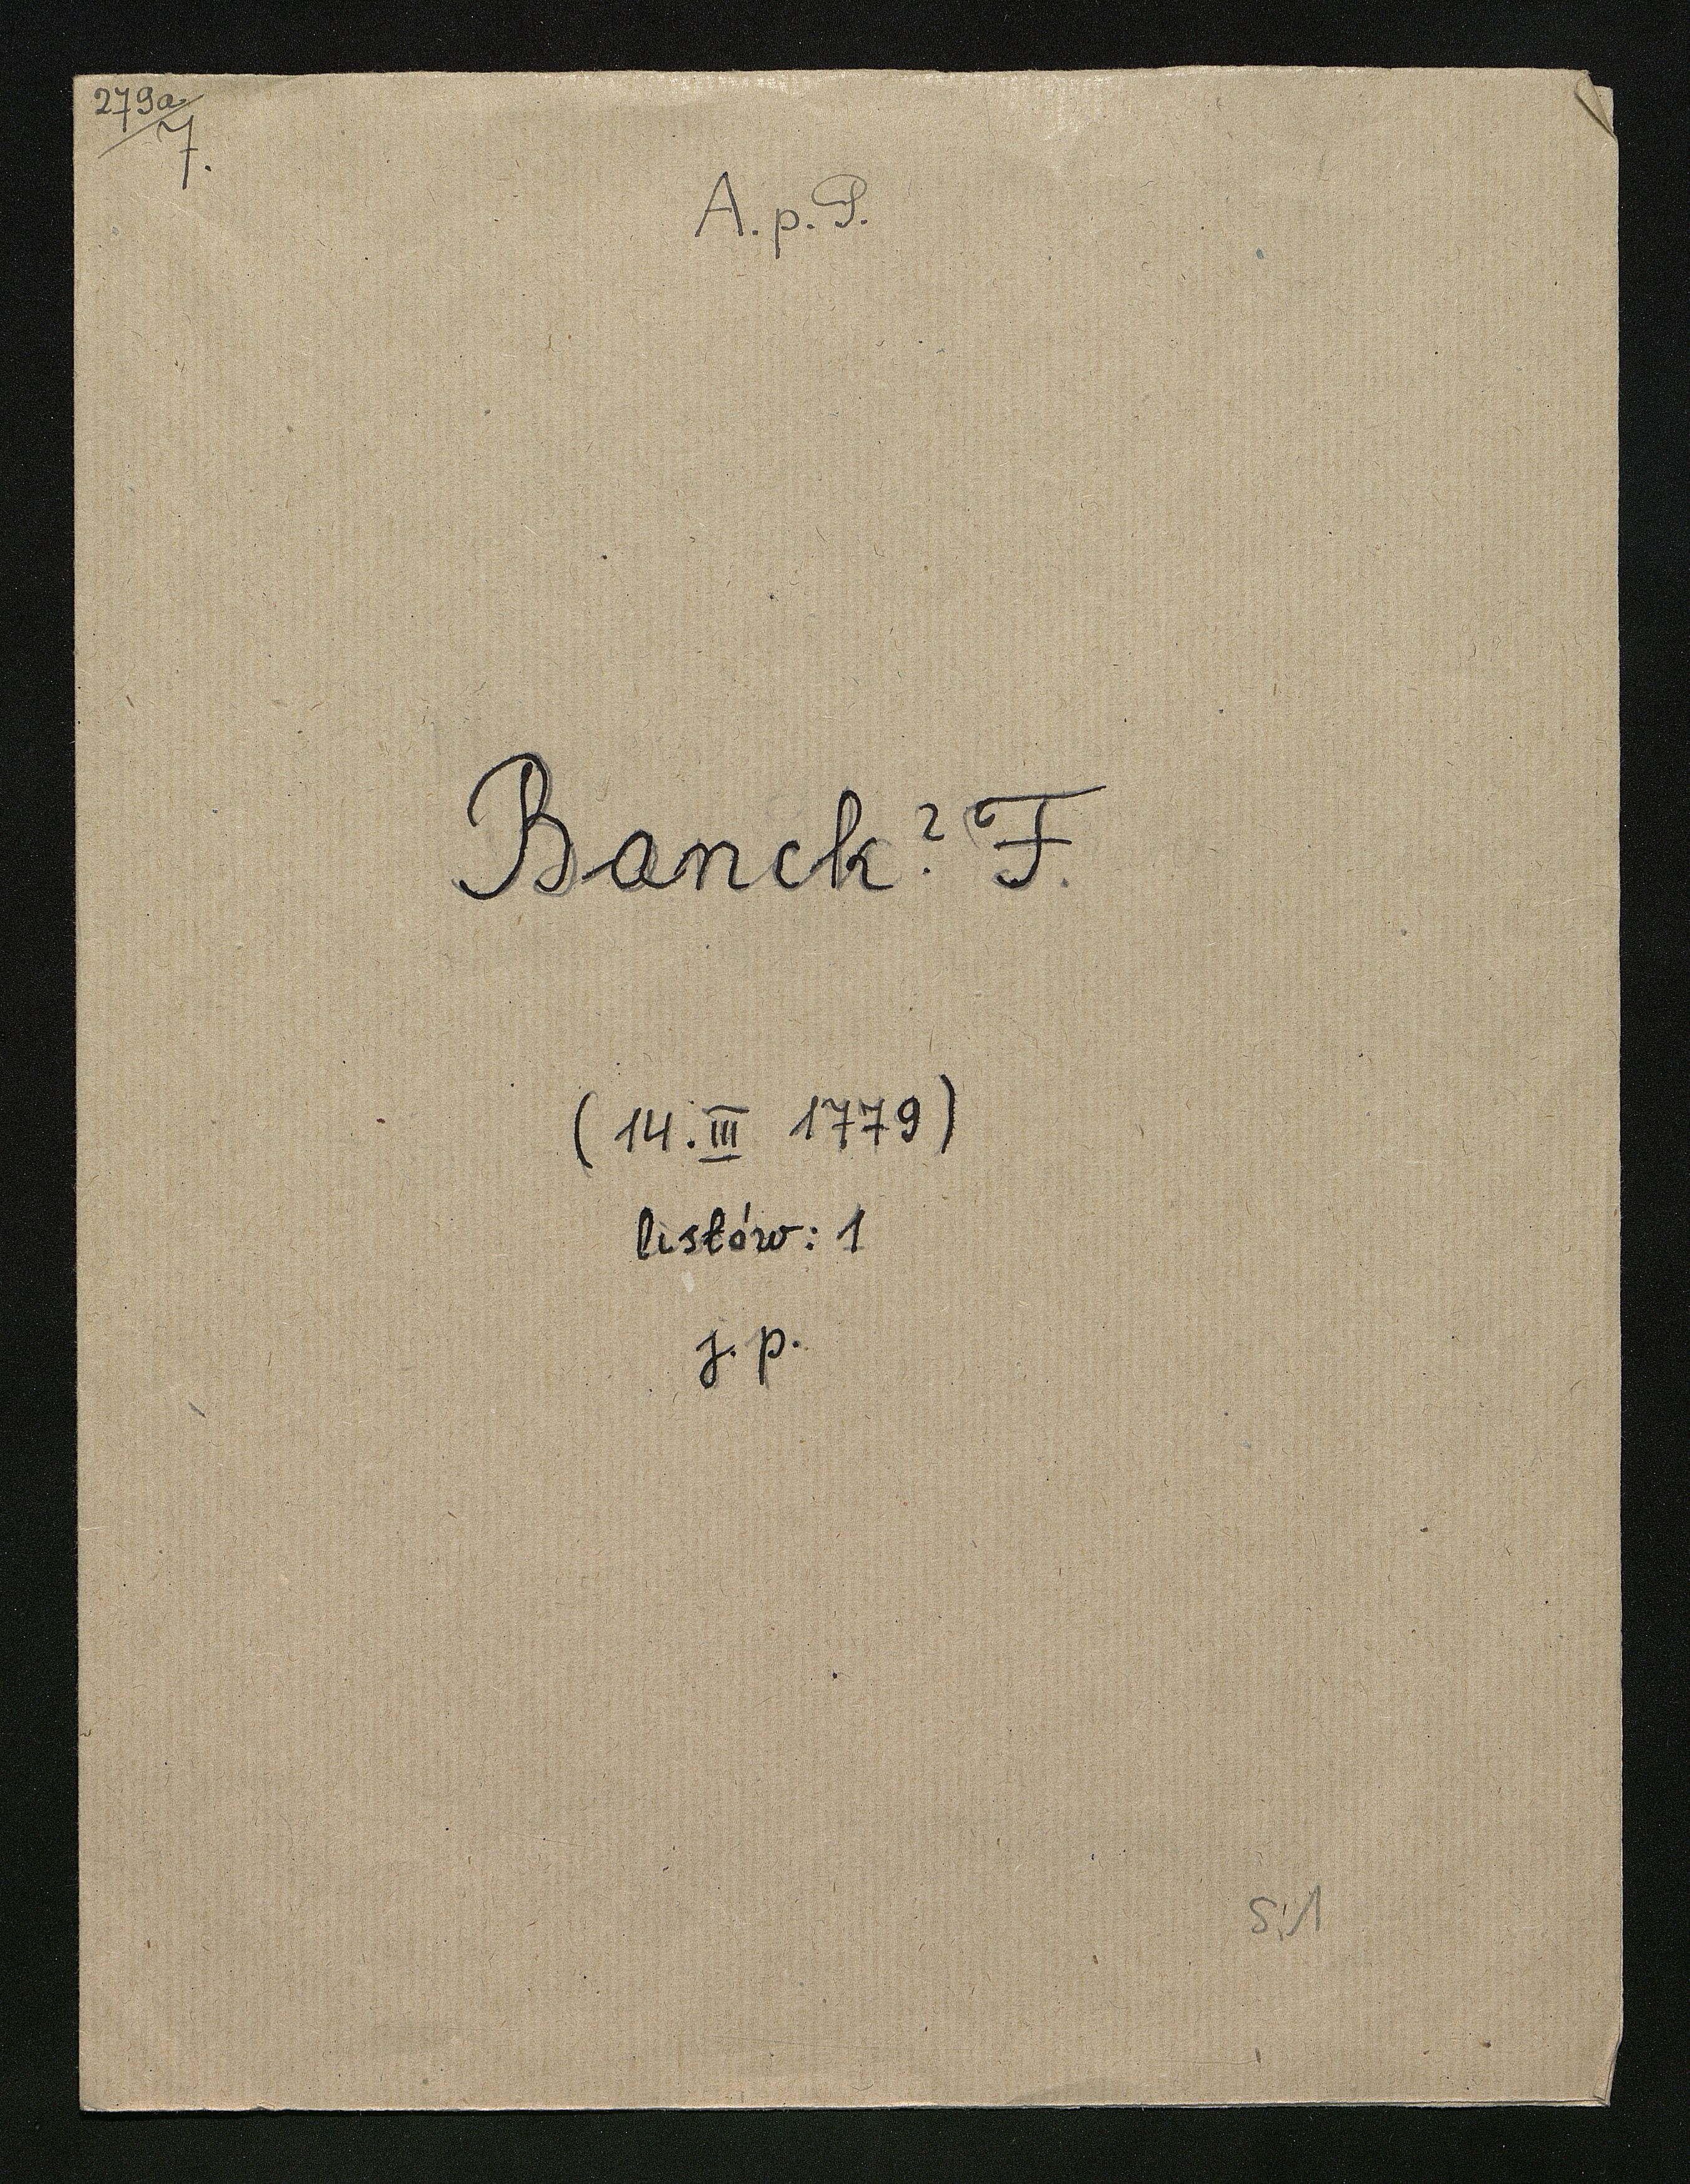 279a/7.
A. p. P.
Banck? F.
(14. III 1779)
listów: 1
j. p.
S. 1